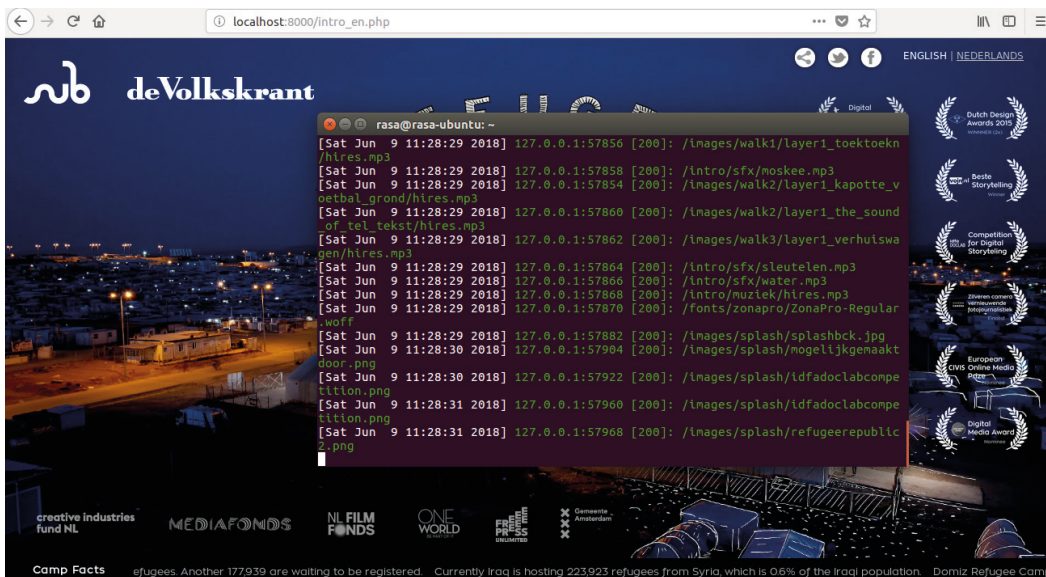 localhost:8000/intro_en.php
ENGLISH | NEDERLANDS
sub
deVolkskrant
Digital
Dutch Design
Awards 2015
WINNER (2x)
Beste
Storytelling
Winner
Competition
for Digital
Storyteling
Zilveren camera
vernieuwende
fotojournalistiek
European
CIVIS Online Media
Prize
Nominee
Digital
Media Award
Nominee
rasa@rasa-ubuntu: ~
[Sat Jun 9 11:28:29 2018] 127.0.0.1:57856 [200]: /images/walk1/layer1_toektoekn
/hires.mp3
[Sat Jun 9 11:28:29 2018] 127.0.0.1:57858 [200]: /intro/sfx/moskee.mp3
[Sat Jun 9 11:28:29 2018] 127.0.0.1:57854 [200]: /images/walk2/layer1_kapotte_v
oetbal_grond/hires.mp3
[Sat Jun 9 11:28:29 2018] 127.0.0.1:57860 [200]: /images/walk2/layer1_the_sound
_of_tel_tekst/hires.mp3
[Sat Jun 9 11:28:29 2018] 127.0.0.1:57862 [200]: /images/walk3/layer1_verhuiswa
gen/hires.mp3
[Sat Jun 9 11:28:29 2018] 127.0.0.1:57864 [200]: /intro/sfx/sleutelen.mp3
[Sat Jun 9 11:28:29 2018] 127.0.0.1:57866 [200]: /intro/sfx/water.mp3
[Sat Jun 9 11:28:29 2018] 127.0.0.1:57868 [200]: /intro/muziek/hires.mp3
[Sat Jun 9 11:28:29 2018] 127.0.0.1:57870 [200]: /fonts/zonapro/ZonaPro-Regular
.woff
[Sat Jun 9 11:28:29 2018] 127.0.0.1:57882 [200]: /images/splash/splashbck.jpg
[Sat Jun 9 11:28:30 2018] 127.0.0.1:57904 [200]: /images/splash/mogelijkgemaakt
door.png
[Sat Jun 9 11:28:30 2018] 127.0.0.1:57922 [200]: /images/splash/idfadoclabcompe
tition.png
[Sat Jun 9 11:28:31 2018] 127.0.0.1:57960 [200]: /images/splash/idfadoclabcompe
tition.png
[Sat Jun 9 11:28:31 2018] 127.0.0.1:57968 [200]: /images/splash/refugeerepublic
2.png
creative industries
fund NL
MEDIAFONDS
NL FILM
FONDS
ONE
WORLD
FREE
PRESS
UNLIMITED
Gemeente
Amsterdam
Camp Facts
efugees. Another 177,939 are waiting to be registered. Currently Iraq is hosting 223,923 refugees from Syria, which is 0.6% of the Iraqi population. Domiz Refugee Cam